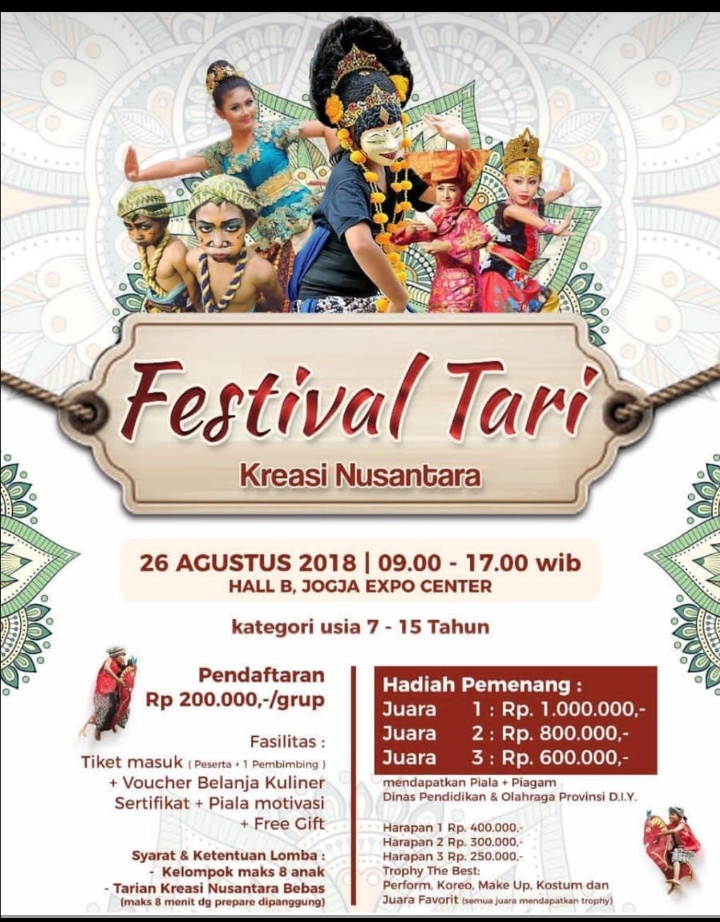 Festival Tari
Kreasi Nusantara
26 AGUSTUS 2018 | 09.00 - 17.00 wib
HALL B, JOGJA EXPO CENTER
kategori usia 7 - 15 Tahun
Pendaftaran
Rp 200.000,-/grup
Fasilitas :
Tiket masuk ( Peserta + 1 Pembimbing )
+ Voucher Belanja Kuliner
Sertifikat + Piala motivasi
+ Free Gift
Syarat & Ketentuan Lomba :
- Kelompok maks 8 anak
- Tarian Kreasi Nusantara Bebas
(maks 8 menit dg prepare dipanggung)
Hadiah Pemenang :
Juara 1 : Rp. 1.000.000,-
Juara 2 : Rp. 800.000,-
Juara 3 : Rp. 600.000,-
mendapatkan Piala + Piagam
Dinas Pendidikan & Olahraga Provinsi D.I.Y.
Harapan 1 Rp. 400.000,-
Harapan 2 Rp. 300.000,-
Harapan 3 Rp. 250.000,-
Trophy The Best:
Perform, Koreo, Make Up, Kostum dan
Juara Favorit (semua juara mendapatkan trophy)